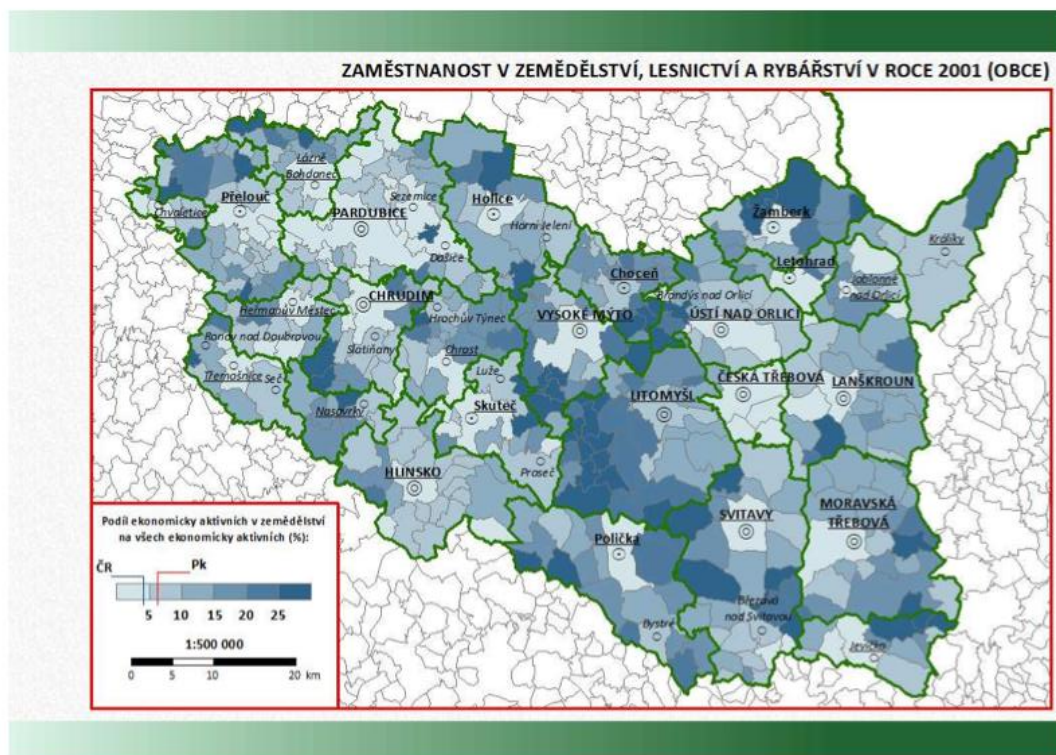 ZAMĚSTNANOST V ZEMĚDĚLSTVÍ, LESNICTVÍ A RYBÁŘSTVÍ V ROCE 2001 (OBCE)
Lázně
Bohdaneč
Přelouč
Chvaletice
PARDUBICE
Sezemice
Holice
Horní Jelení
Dašice
Žamberk
Letohrad
Králíky
Jablonné
nad Orlicí
Choceň
Brandýs nad Orlicí
CHRUDIM
Heřmanův Městec
Hrochův Týnec
VYSOKÉ MÝTO
ÚSTÍ NAD ORLICÍ
Ronov nad Doubravou
Slatiňany
Chrast
Třemošnice
Seč
Luže
ČESKÁ TŘEBOVÁ
LANŠKROUN
LITOMYŠL
Nasavrky
Skuteč
HLINSKO
Proseč
SVITAVY
MORAVSKÁ
TŘEBOVÁ
Polička
Březová
nad Svitavou
Bystré
Jevíčko
Podíl ekonomicky aktivních v zemědělství
na všech ekonomicky aktivních (%):
ČR
Pk
5 10 15 20 25
1:500 000
0 5 10 20 km